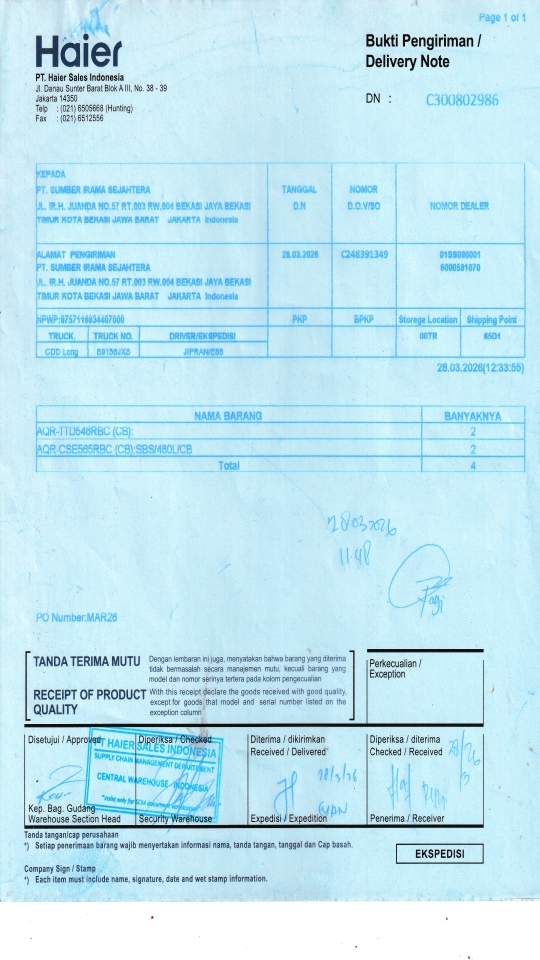 Page 1 of 1
Haier
Bukti Pengiriman /
Delivery Note
PT. Haier Sales Indonesia
Jl. Danau Sunter Barat Blok A III, No. 38 - 39
Jakarta 14350
Telp : (021) 6505668 (Hunting)
Fax : (021) 6512556
DN : C300802986
KEPADA
PT. SUMBER IRAMA SEJAHTERA
JL. IR.H. JUANDA NO.57 RT.003 RW.004 BEKASI JAYA BEKASI
TIMUR KOTA BEKASI JAWA BARAT JAKARTA Indonesia
TANGGAL
D.N
NOMOR
D.O.V/SO
NOMOR DEALER
ALAMAT PENGIRIMAN
PT. SUMBER IRAMA SEJAHTERA
JL. IR.H. JUANDA NO.57 RT.003 RW.004 BEKASI JAYA BEKASI
TIMUR KOTA BEKASI JAWA BARAT JAKARTA Indonesia
28.03.2026
C248391349
PKP
BPKP
Storege Location
Shipping Point
TRUCK.
TRUCK NO.
DRIVER/EKSPEDISI
00TR
65D1
CDD Long
28.03.2026(12:33:55)
NAMA BARANG
BANYAKNYA
AQR-TTD546RBC (CB):
2
AQR-CSE565RBC (CB):SBS/480L/CB
2
Total
4
28032026
11.48
PO Number:MAR26
TANDA TERIMA MUTU
Dengan lembaran ini juga, menyatakan bahwa barang yang diterima
tidak bermasalah secara manajemen mutu, kecuali barang yang
model dan nomor serinya tertera pada kolom pengecualian
RECEIPT OF PRODUCT
QUALITY
With this receipt declare the goods received with good quality,
except for goods that model and serial number listed on the
exception column
Perkecualian /
Exception
Disetujui / Approved
Diperiksa / Checked
Diterima / dikirimkan
Received / Delivered
Diperiksa / diterima
Checked / Received
PT HAIER SALES INDONESIA
SUPPLY CHAIN MANAGEMENT DEPARTEMENT
CENTRAL WAREHOUSE - INDONESIA
28/3/26
28/26
3
Kep. Bag. Gudang
Warehouse Section Head
Security Warehouse
Expedisi / Expedition
Penerima / Receiver
Tanda tangan/cap perusahaan
*) Setiap penerimaan barang wajib menyertakan informasi nama, tanda tangan, tanggal dan Cap basah.
EKSPEDISI
Company Sign / Stamp
*) Each item must include name, signature, date and wet stamp information.